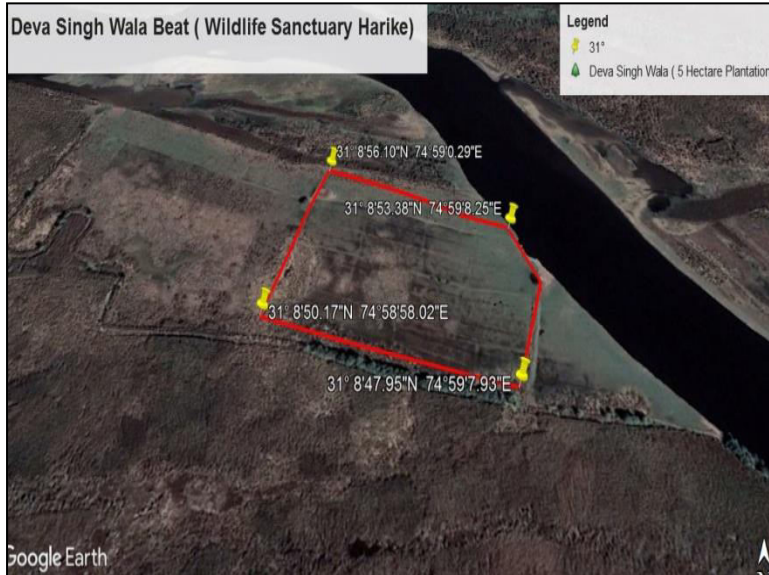 Deva Singh Wala Beat ( Wildlife Sanctuary Harike)
Legend
31°
Deva Singh Wala ( 5 Hectare Plantation
31° 8'56.10"N 74°59'0.29"E
31° 8'53.38"N 74°59'8.25"E
31° 8'50.17"N 74°58'58.02"E
31° 8'47.95"N 74°59'7.93"E
Google Earth
N